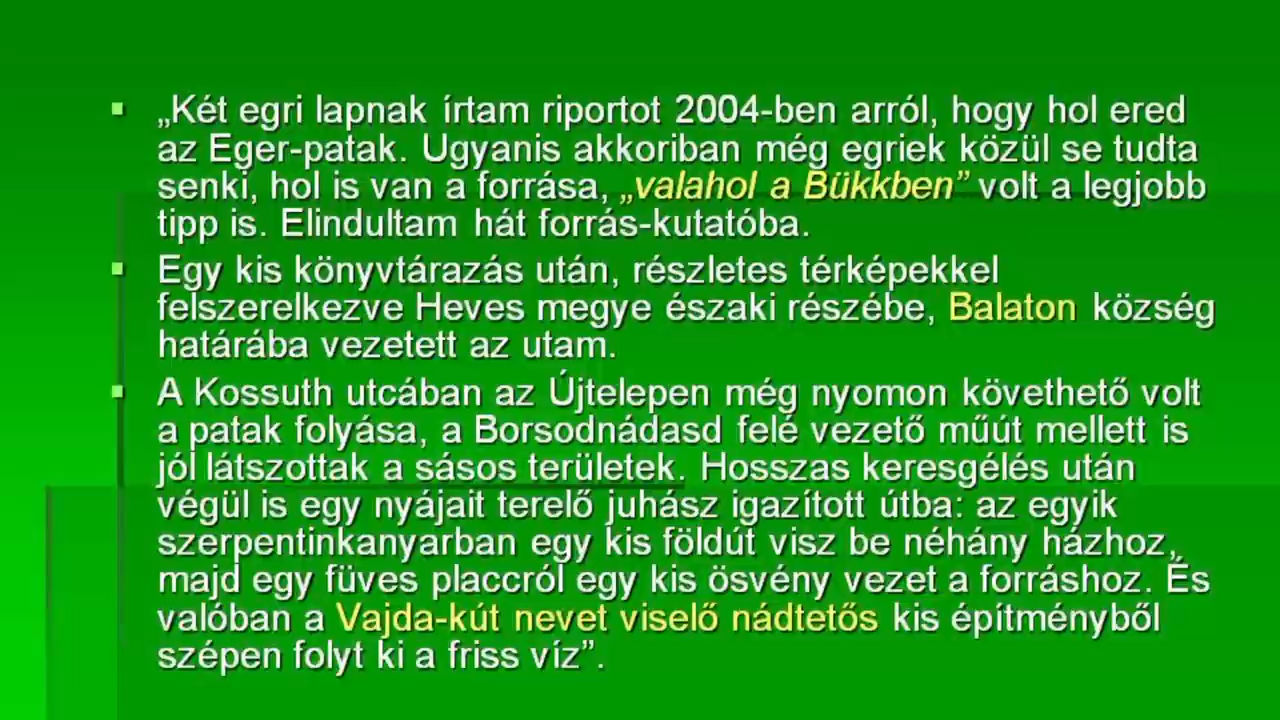 „Két egri lapnak írtam riportot 2004-ben arról, hogy hol ered
az Eger-patak. Ugyanis akkoriban még egriek közül se tudta
senki, hol is van a forrása, „valahol a Bükkben” volt a legjobb
tipp is. Elindultam hát forrás-kutatóba.
Egy kis könyvtárazás után, részletes térképekkel
felszerelkezve Heves megye északi részébe, Balaton község
határába vezetett az utam.
A Kossuth utcában az Újtelepen még nyomon követhető volt
a patak folyása, a Borsodnádasd felé vezető műút mellett is
jól látszottak a sásos területek. Hosszas keresgélés után
végül is egy nyájait terelő juhász igazított útba: az egyik
szerpentinkanyarban egy kis földút visz be néhány házhoz,
majd egy füves placcról egy kis ösvény vezet a forráshoz. És
valóban a Vajda-kút nevet viselő nádtetős kis építményből
szépen folyt ki a friss víz”.